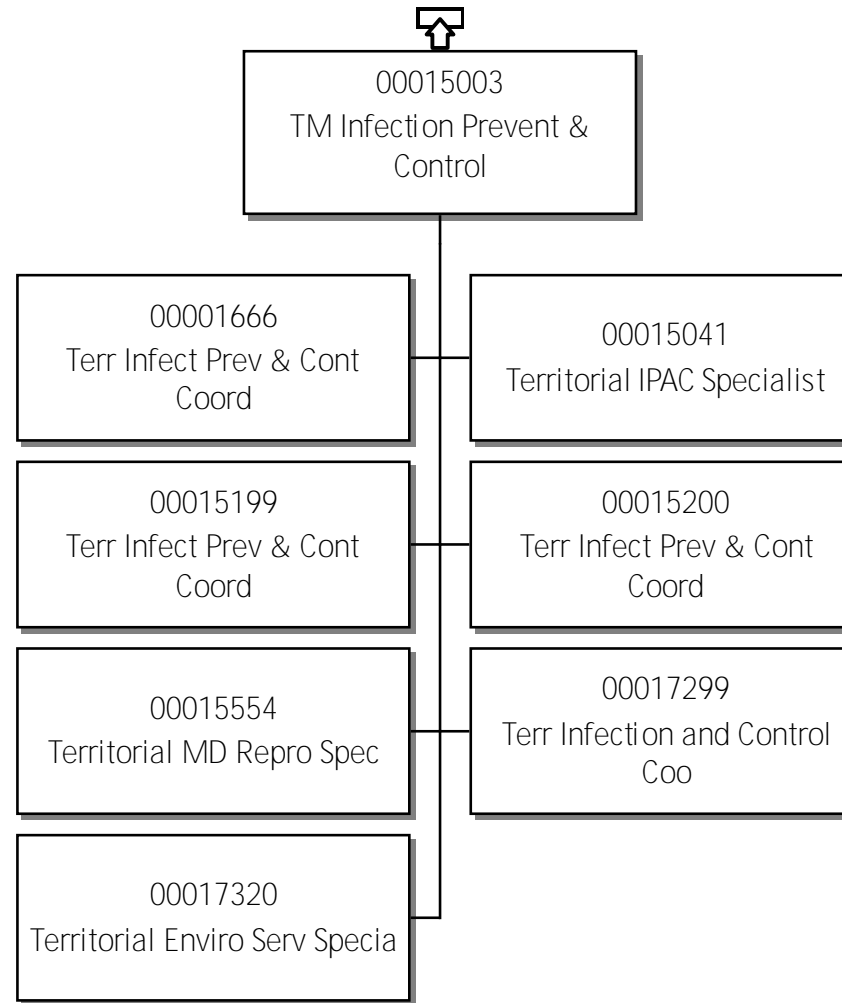 00015003
TM Infection Prevent &
Control
00001666
Terr Infect Prev & Cont
Coord
00015041
Territorial IPAC Specialist
00015199
Terr Infect Prev & Cont
Coord
00015200
Terr Infect Prev & Cont
Coord
00015554
Territorial MD Repro Spec
00017299
Terr Infection and Control
Coo
00017320
Territorial Enviro Serv Specia